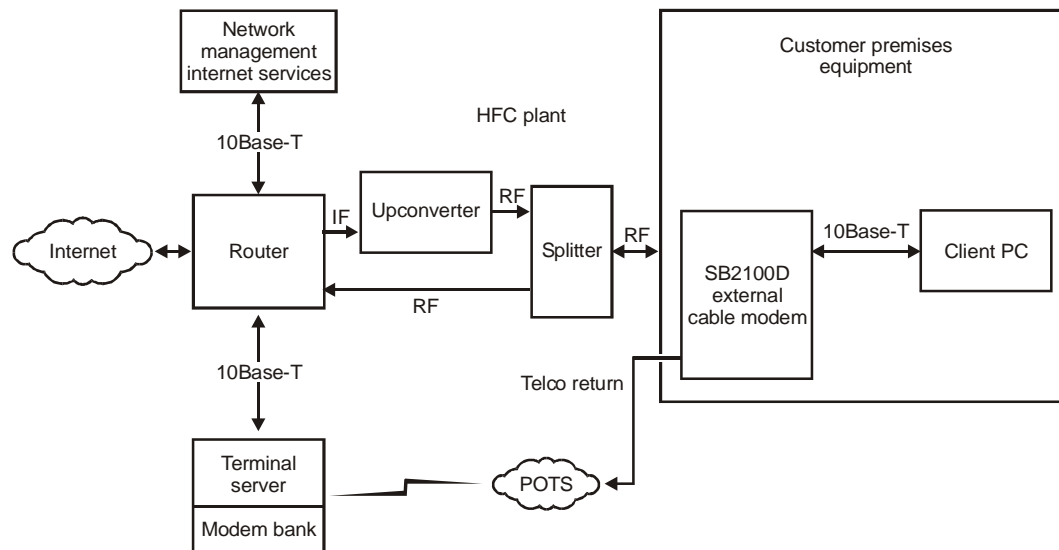 Network
management
internet services
Customer premises
equipment
HFC plant
10Base-T
Upconverter
RF
IF
Internet
Router
Splitter
RF
SB2100D
external
cable modem
10Base-T
Client PC
RF
10Base-T
Telco return
Terminal
server
Modem bank
POTS